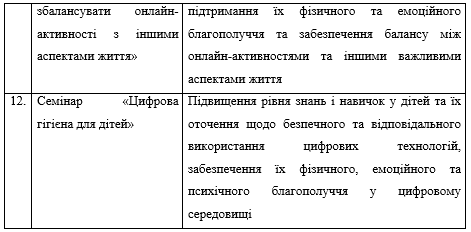 збалансувати онлайн-
активності з іншими
аспектами життя»
підтримання їх фізичного та емоційного
благополуччя та забезпечення балансу між
онлайн-активностями та іншими важливими
аспектами життя
12.
Семінар «Цифрова
гігієна для дітей»
Підвищення рівня знань і навичок у дітей та їх
оточення щодо безпечного та відповідального
використання цифрових технологій,
забезпечення їх фізичного, емоційного та
психічного благополуччя у цифровому
середовищі